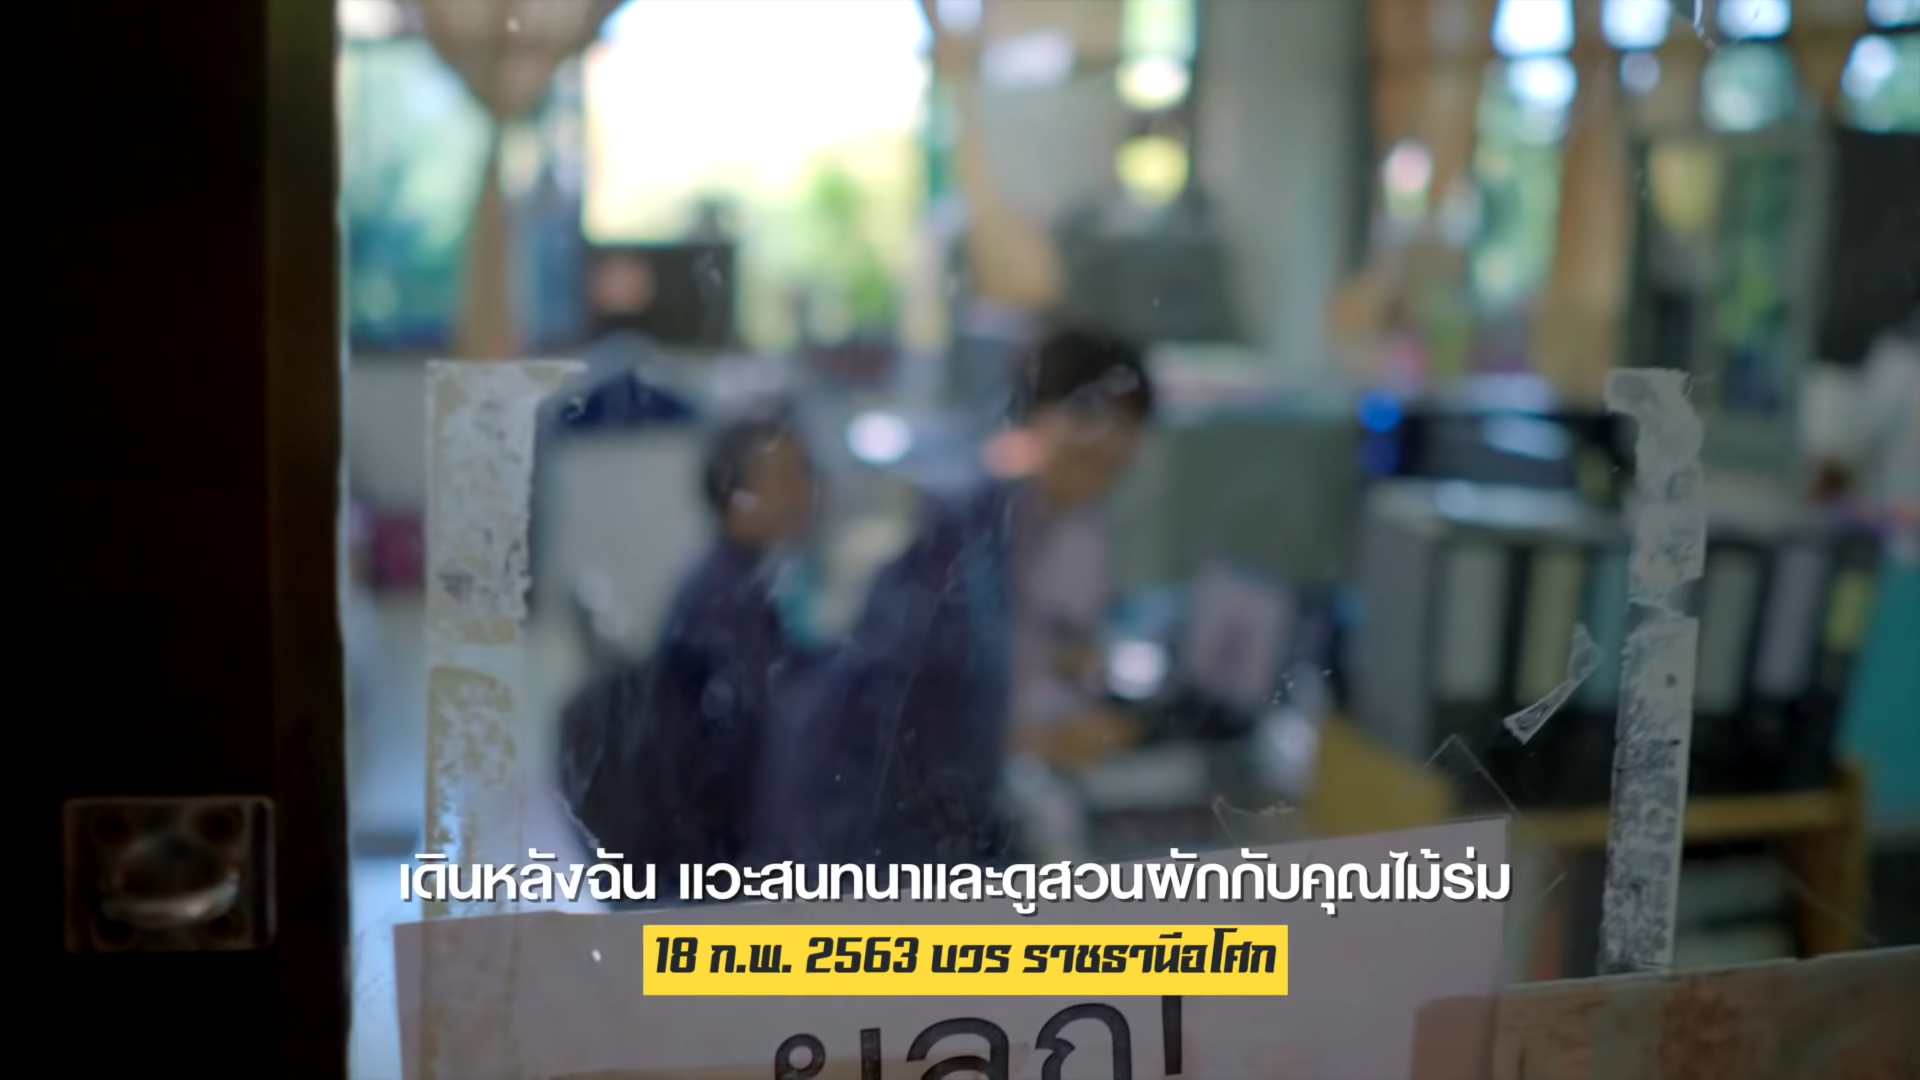 เดินหลังฉัน แวะสนทนาและดูสวนผักกับคุณไม้ร่ม
18 ก.พ. 2563 บวร ราชธานีอโศก